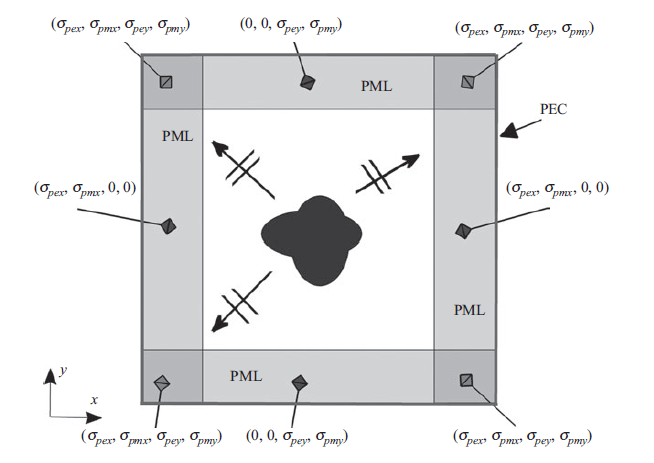 (σpex, σpmx, σpey, σpmy) (0, 0, σpey, σpmy) (σpex, σpmx, σpey, σpmy)
PML
PEC
PML
(σpex, σpmx, 0, 0) (σpex, σpmx, 0, 0)
PML
y
PML
x
(σpex, σpmx, σpey, σpmy) (0, 0, σpey, σpmy) (σpex, σpmx, σpey, σpmy)